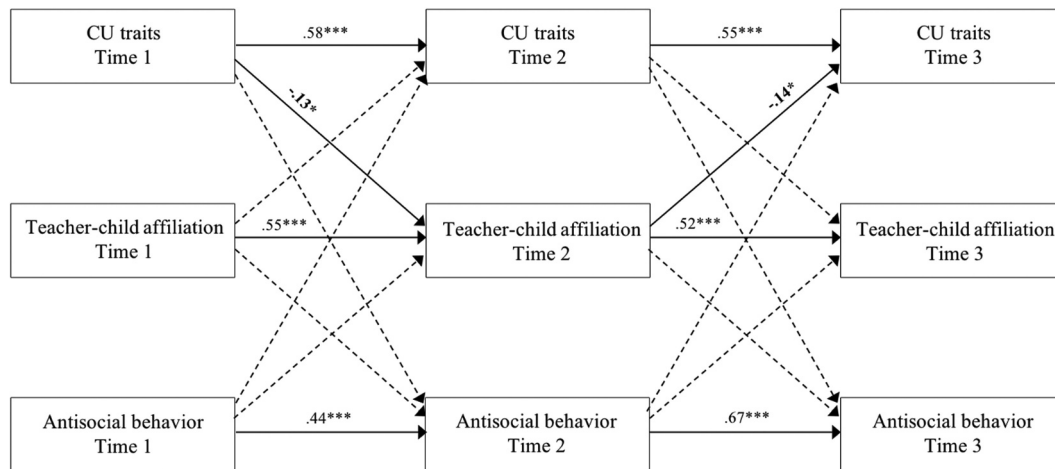 CU traits
Time 1
.58***
CU traits
Time 2
.55***
CU traits
Time 3
-.13*
-.14*
Teacher-child affiliation
Time 1
.55***
Teacher-child affiliation
Time 2
.52***
Teacher-child affiliation
Time 3
Antisocial behavior
Time 1
.44***
Antisocial behavior
Time 2
.67***
Antisocial behavior
Time 3